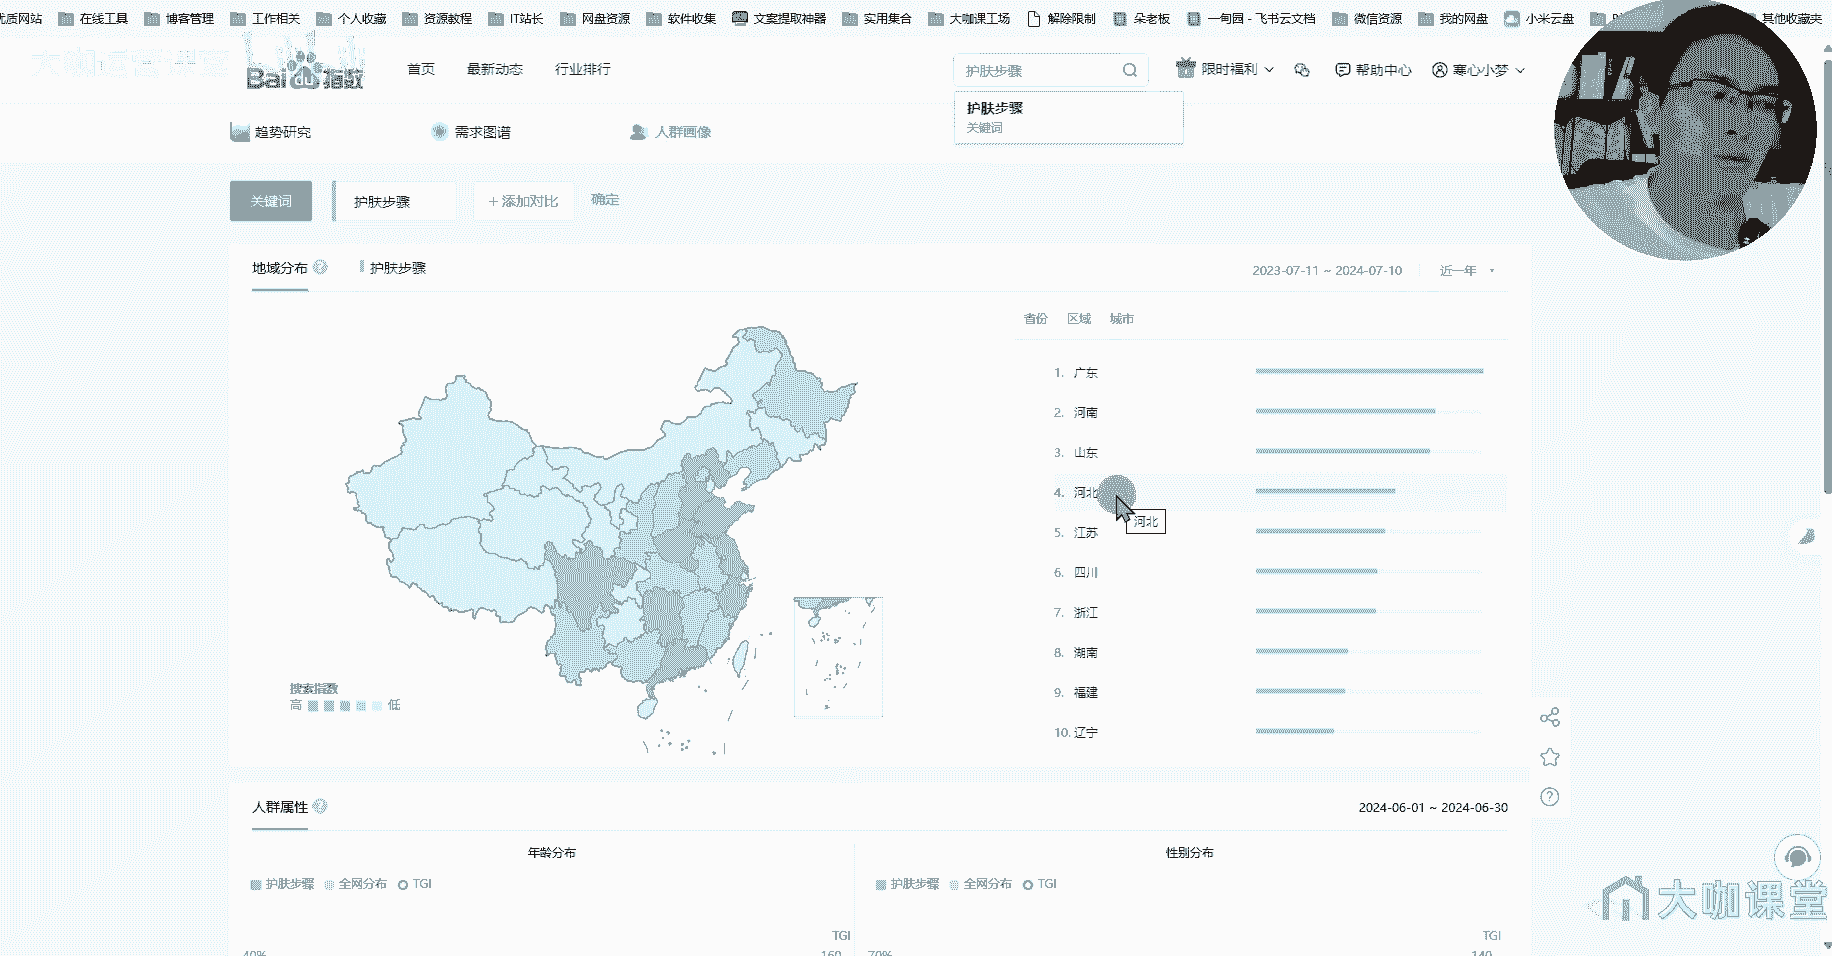 优质网站 在线工具 博客管理 工作相关 个人收藏 资源教程 IT站长 网盘资源 软件收集 文案提取神器 实用集合 大咖课工场 解除限制 朵老板 一甸园 - 飞书云文档 微信资源 我的网盘 小米云盘 其他收藏夹
大咖运营课堂
Bai du 指数 首页 最新动态 行业排行 护肤步骤 限时福利 帮助中心 寒心小梦
护肤步骤
关键词
趋势研究 需求图谱 人群画像
关键词 护肤步骤 + 添加对比 确定
地域分布 护肤步骤 2023-07-11 ~ 2024-07-10 近一年
省份 区域 城市
1. 广东
2. 河南
3. 山东
4. 河北
河北
5. 江苏
6. 四川
7. 浙江
8. 湖南
9. 福建
10. 辽宁
搜索指数
高 低
人群属性 2024-06-01 ~ 2024-06-30
年龄分布 性别分布
护肤步骤 全网分布 TGI 护肤步骤 全网分布 TGI
大咖课堂
TGI TGI
40% 160 70% 140